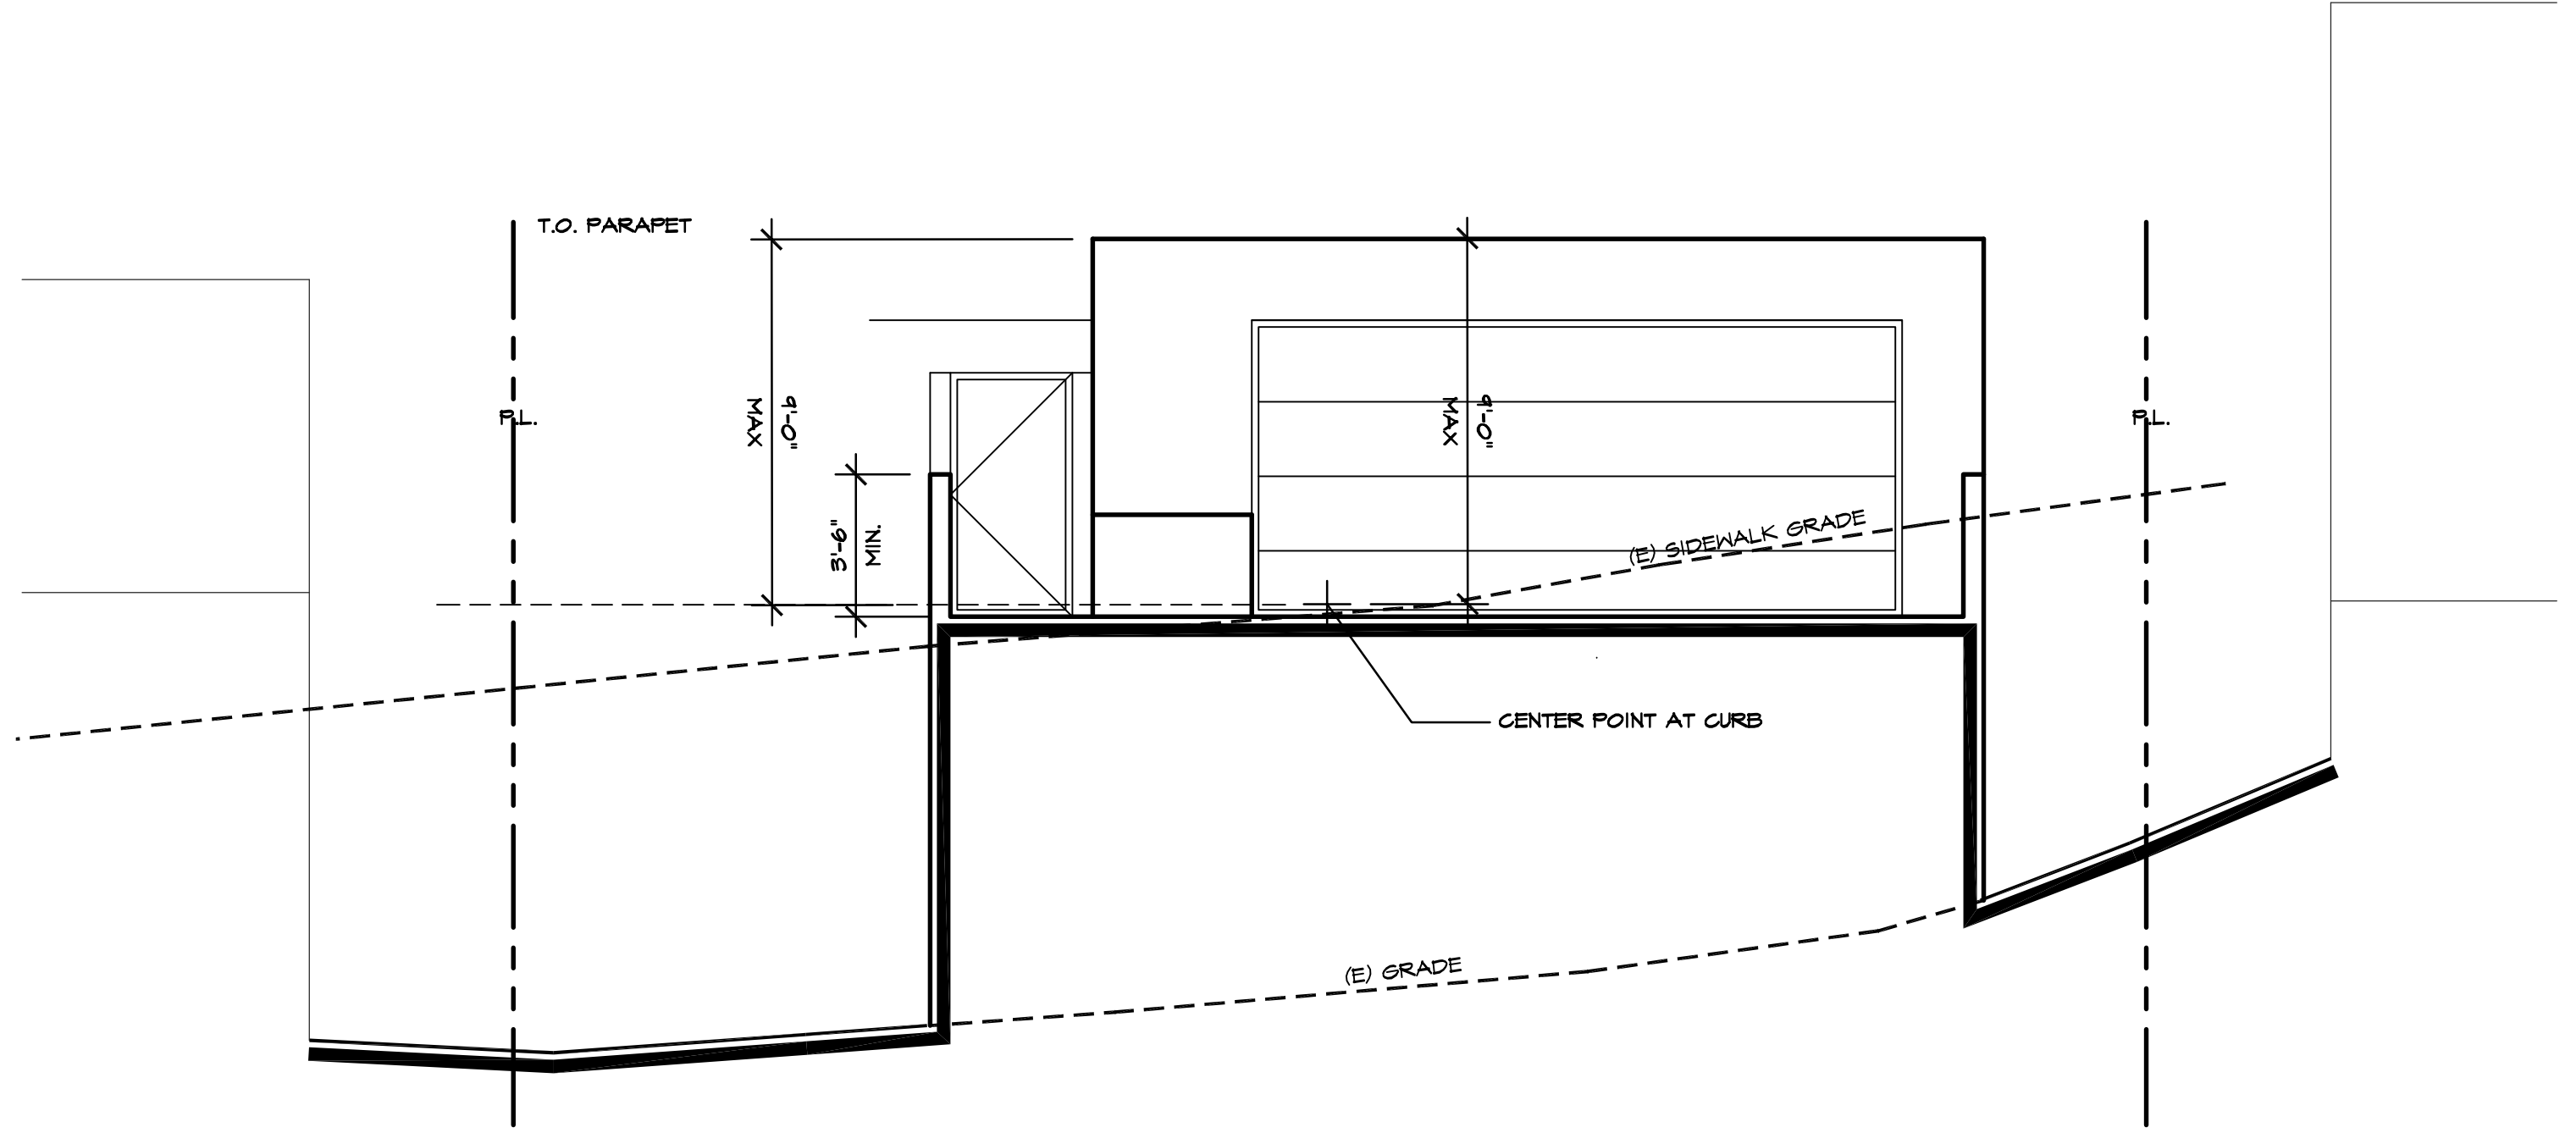 T.O. PARAPET
P.L.
9'-0"
MAX
9'-0"
MAX
P.L.
3'-6"
MIN.
(E) SIDEWALK GRADE
CENTER POINT AT CURB
(E) GRADE